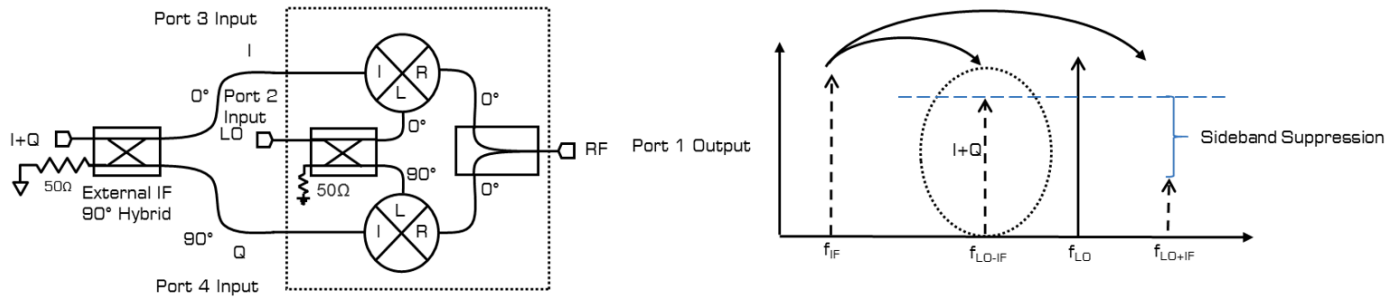 Port 3 Input
I
0°
Port 2
Input
LO
I+Q
50Ω
External IF
90° Hybrid
90°
Q
Port 4 Input
I
R
L
0°
0°
50Ω
90°
L
I
R
0°
RF
Port 1 Output
I+Q
Sideband Suppression
fIF
fLO-IF
fLO
fLO+IF